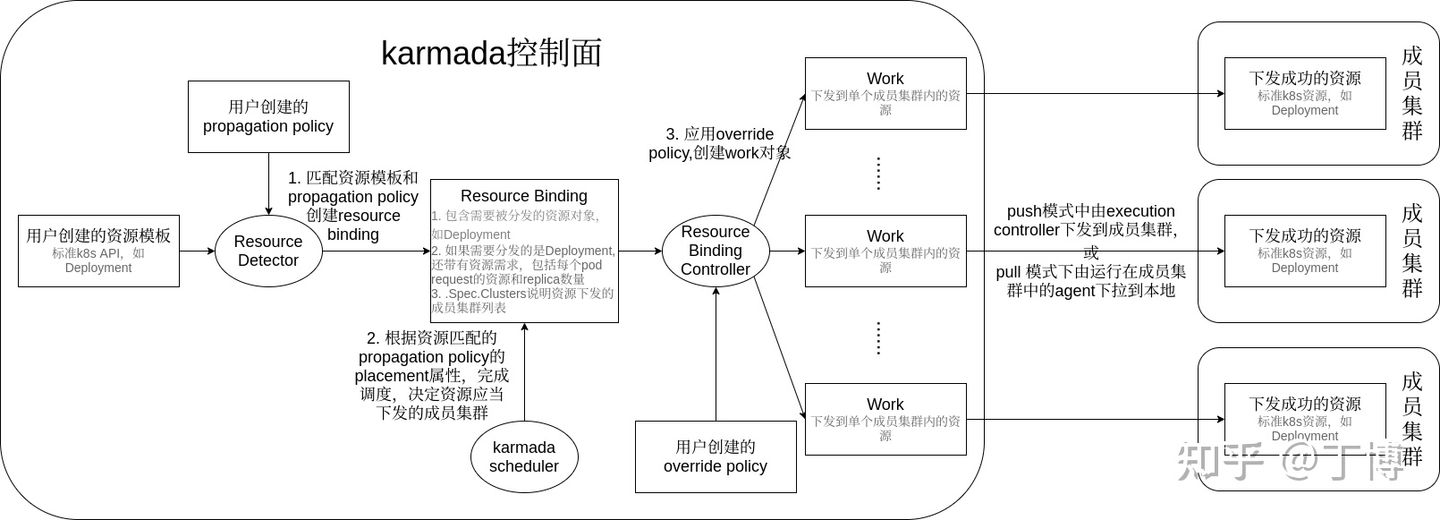 karmada控制面
用户创建的
propagation policy
用户创建的资源模板
标准k8s API，如
Deployment
Resource
Detector
1. 匹配资源模板和
propagation policy
创建resource
binding
Resource Binding
1. 包含需要被分发的资源对象，
如Deployment
2. 如果需要分发的是Deployment,
还带有资源需求，包括每个pod
request的资源和replica数量
3. .Spec.Clusters说明资源下发的
成员集群列表
2. 根据资源匹配的
propagation policy的
placement属性，完成
调度，决定资源应当
下发的成员集群
karmada
scheduler
3. 应用override
policy,创建work对象
Resource
Binding
Controller
用户创建的
override policy
Work
下发到单个成员集群内的资
源
Work
下发到单个成员集群内的资
源
Work
下发到单个成员集群内的资
源
push模式中由execution
controller下发到成员集群，
或
pull 模式下由运行在成员集
群中的agent下拉到本地
下发成功的资源
标准k8s资源，如
Deployment
成员集群
下发成功的资源
标准k8s资源，如
Deployment
成员集群
下发成功的资源
标准k8s资源，如
Deployment
成员集群
知乎 @丁博